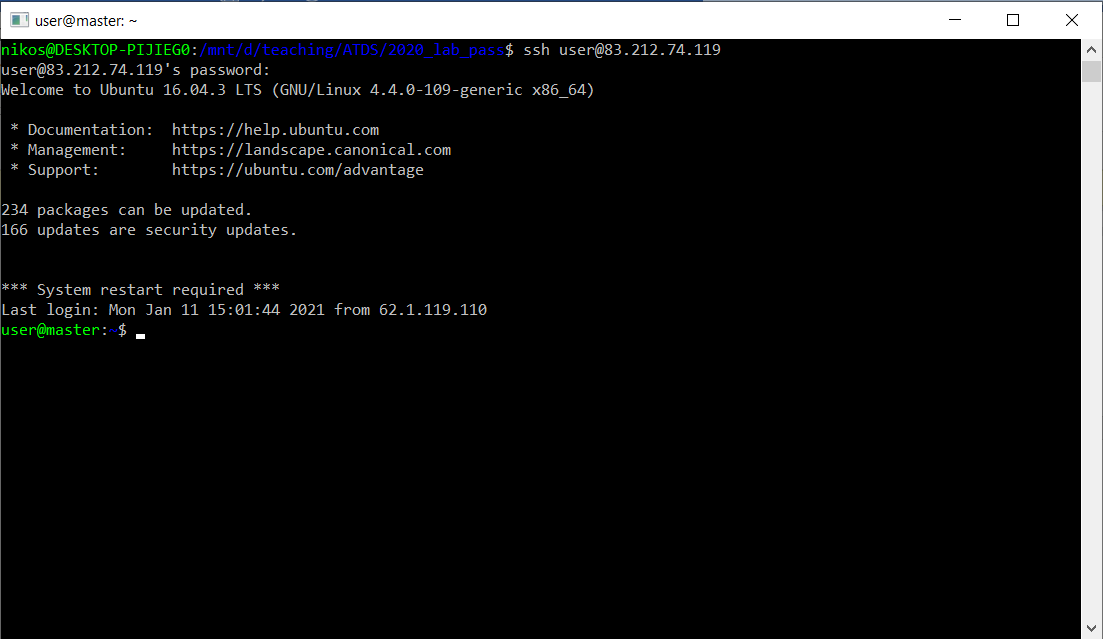 user@master: ~
nikos@DESKTOP-PIJIEG0:/mnt/d/teaching/ATDS/2020_lab_pass$ ssh user@83.212.74.119
user@83.212.74.119's password:
Welcome to Ubuntu 16.04.3 LTS (GNU/Linux 4.4.0-109-generic x86_64)
 * Documentation:  https://help.ubuntu.com
 * Management:     https://landscape.canonical.com
 * Support:        https://ubuntu.com/advantage
234 packages can be updated.
166 updates are security updates.
*** System restart required ***
Last login: Mon Jan 11 15:01:44 2021 from 62.1.119.110
user@master:~$